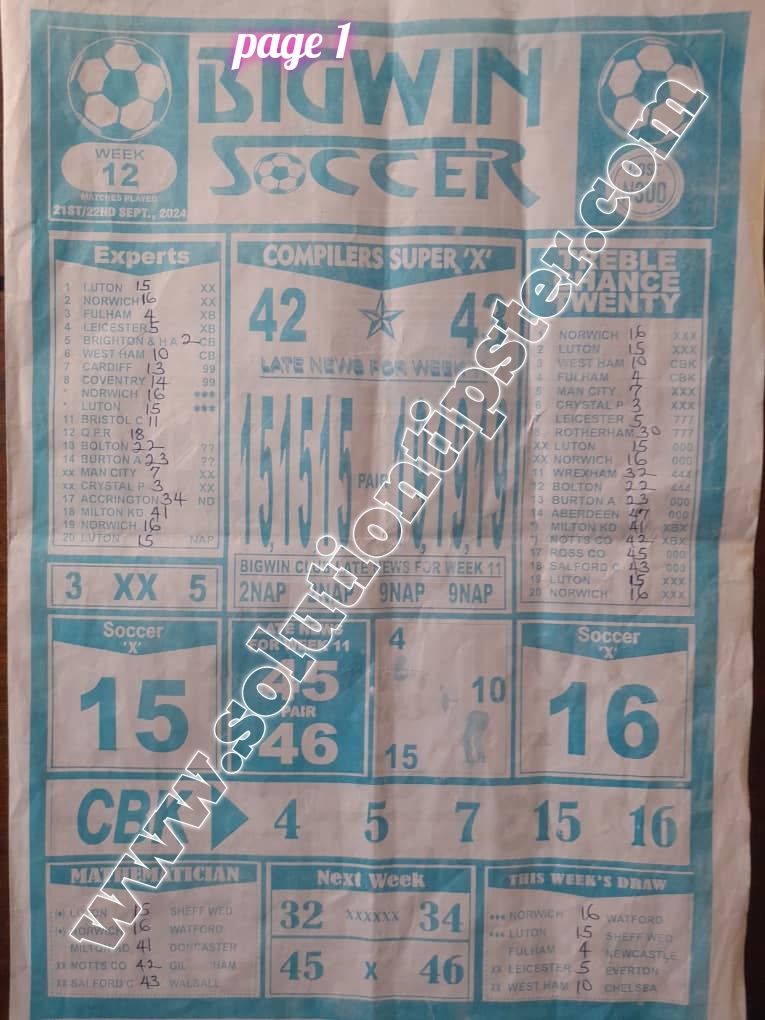 page 1
BIGWIN
SOCCER
WEEK
12
MATCHES PLAYED
21ST/22ND SEPT., 2024
COST
₦300
www.solutiontipster.com
Experts
1 LUTON 15 XX
2 NORWICH 16 XX
3 FULHAM 4 XB
4 LEICESTER 5 XB
5 BRIGHTON & H A 2 CB
6 WEST HAM 10 CB
7 CARDIFF 13 99
8 COVENTRY 14 99
" NORWICH 16 ***
" LUTON 15 ***
11 BRISTOL C 11
12 Q.P.R 18
13 BOLTON 22 ??
14 BURTON A 23 ??
XX MAN CITY 7 XX
XX CRYSTAL P 3 XX
17 ACCRINGTON 34 ND
18 MILTON KD 41
19 NORWICH 16
20 LUTON 15 NAP
3 XX 5
COMPILERS SUPER 'X'
42
LATE NEWS FOR WEEK
15,15,15 PAIR
BIGWIN CLUB LATE NEWS FOR WEEK 11
2NAP 9NAP 9NAP
TREBLE
CHANCE
TWENTY
1 NORWICH 16 XXX
2 LUTON 15 XXX
3 WEST HAM 10 CBK
4 FULHAM 4 CBK
5 MAN CITY 7 XXX
6 CRYSTAL P 3 XXX
7 LEICESTER 5 777
ROTHERHAM 30 777
XX LUTON 15 000
XX NORWICH 16 000
11 WREXHAM 32 444
12 BOLTON 22 444
13 BURTON A 23 000
14 ABERDEEN 47 000
MILTON KD 41 XBX
NOTTS CO 42 XBX
17 ROSS CO 45 000
18 SALFORD C 43 000
19 LUTON 15 XXX
20 NORWICH 16 XXX
Soccer
'X'
15
LATE NEWS
FOR WEEK 11
45
PAIR
46
4
10
15
Soccer
'X'
16
CBK 4 5 7 15 16
MATHEMATICIAN
(•) LUTON 15 SHEFF WED
(•) NORWICH 16 WATFORD
MILTON KD 41 DONCASTER
XX NOTTS CO 42
XX SALFORD C 43 WALSALL
Next Week
32 XXXXXX 34
45 X 46
THIS WEEK'S DRAW
*** NORWICH 16 WATFORD
*** LUTON 15 SHEFF WED
FULHAM 4 NEWCASTLE
XX LEICESTER 5 EVERTON
XX WEST HAM 10 CHELSEA